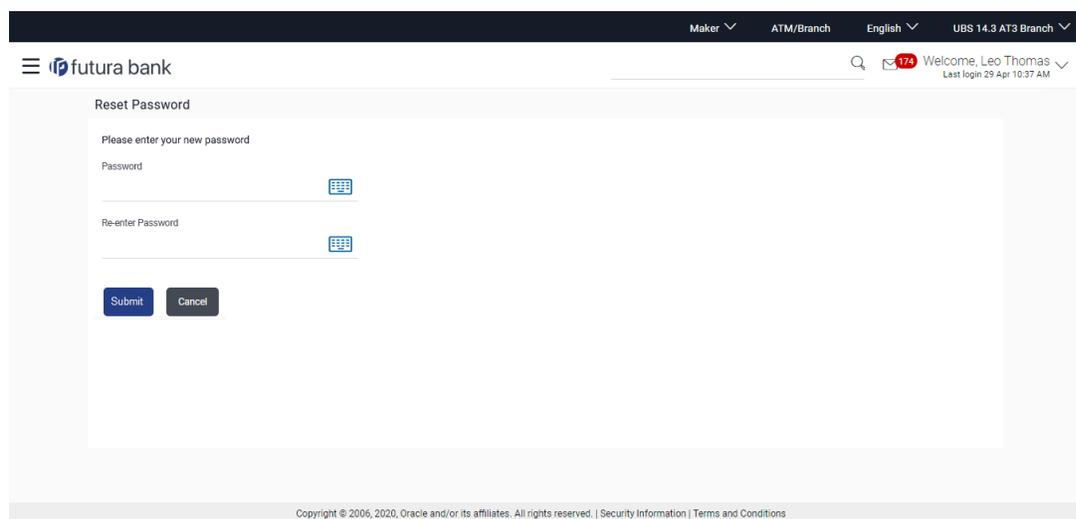 Maker ATM/Branch English UBS 14.3 AT3 Branch
futura bank 174 Welcome, Leo Thomas
Last login 29 Apr 10:37 AM
Reset Password
Please enter your new password
Password
Re-enter Password
Submit Cancel
Copyright © 2006, 2020, Oracle and/or its affiliates. All rights reserved. | Security Information | Terms and Conditions